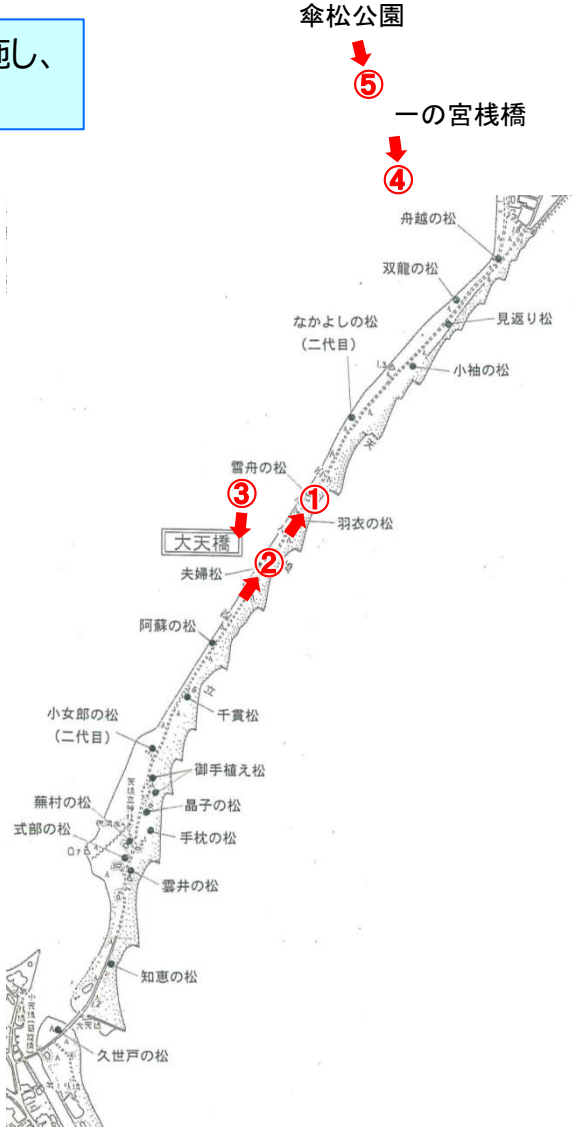 施し、
傘松公園
⑤
一の宮桟橋
④
舟越の松
双龍の松
見返り松
なかよしの松
(二代目)
小袖の松
雪舟の松
①
③
羽衣の松
大天橋
②
夫婦松
阿蘇の松
千貫松
小女郎の松
(二代目)
御手植え松
蕪村の松
晶子の松
式部の松
手枕の松
雲井の松
知恵の松
久世戸の松